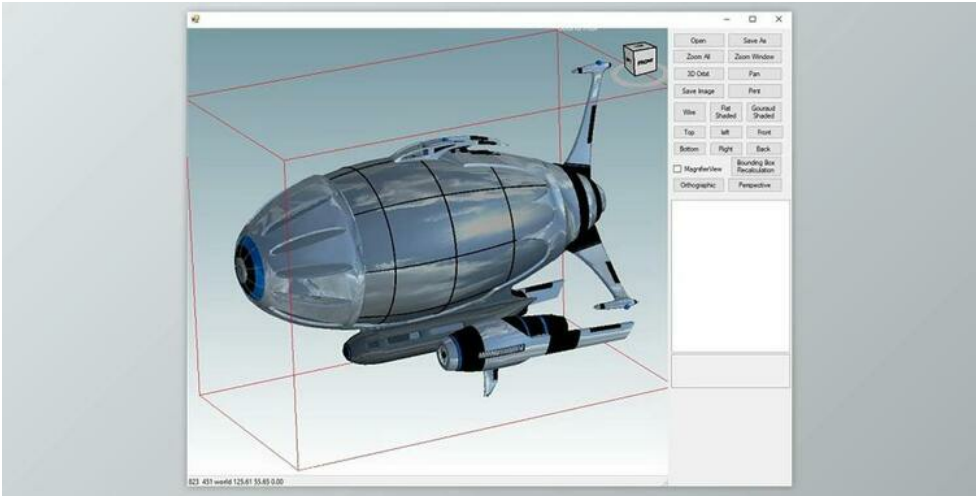 FRONT
Open Save As
Zoom All Zoom Window
3D Orbit Pan
Save Image Print
Wire Flat Shaded Gouraud Shaded
Top left Front
Bottom Right Back
MagnifierView Bounding Box Recalculation
Orthographic Perspective
823 451 world 125.61 55.65 0.00